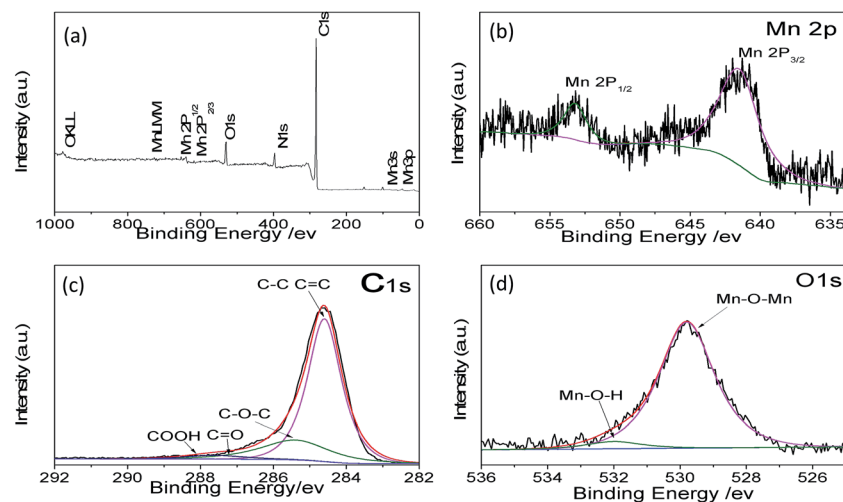 (a)
C1s
OKLL
MnLMM
Mn 2P1/2
Mn 2P2/3
O1s
N1s
Mn3s
Mn3p
Intensity (a.u.)
1000 800 600 400 200 0
Binding Energy /ev
(b)
Mn 2p
Mn 2P1/2
Mn 2P3/2
Intensity (a.u.)
660 655 650 645 640 635
Binding Energy /ev
(c)
C1s
C-C C=C
C-O-C
COOH
C=O
Intensity (a.u.)
292 290 288 286 284 282
Binding Energy/ev
(d)
O1s
Mn-O-Mn
Mn-O-H
Intensity (a.u.)
536 534 532 530 528 526
Binding Energy /ev